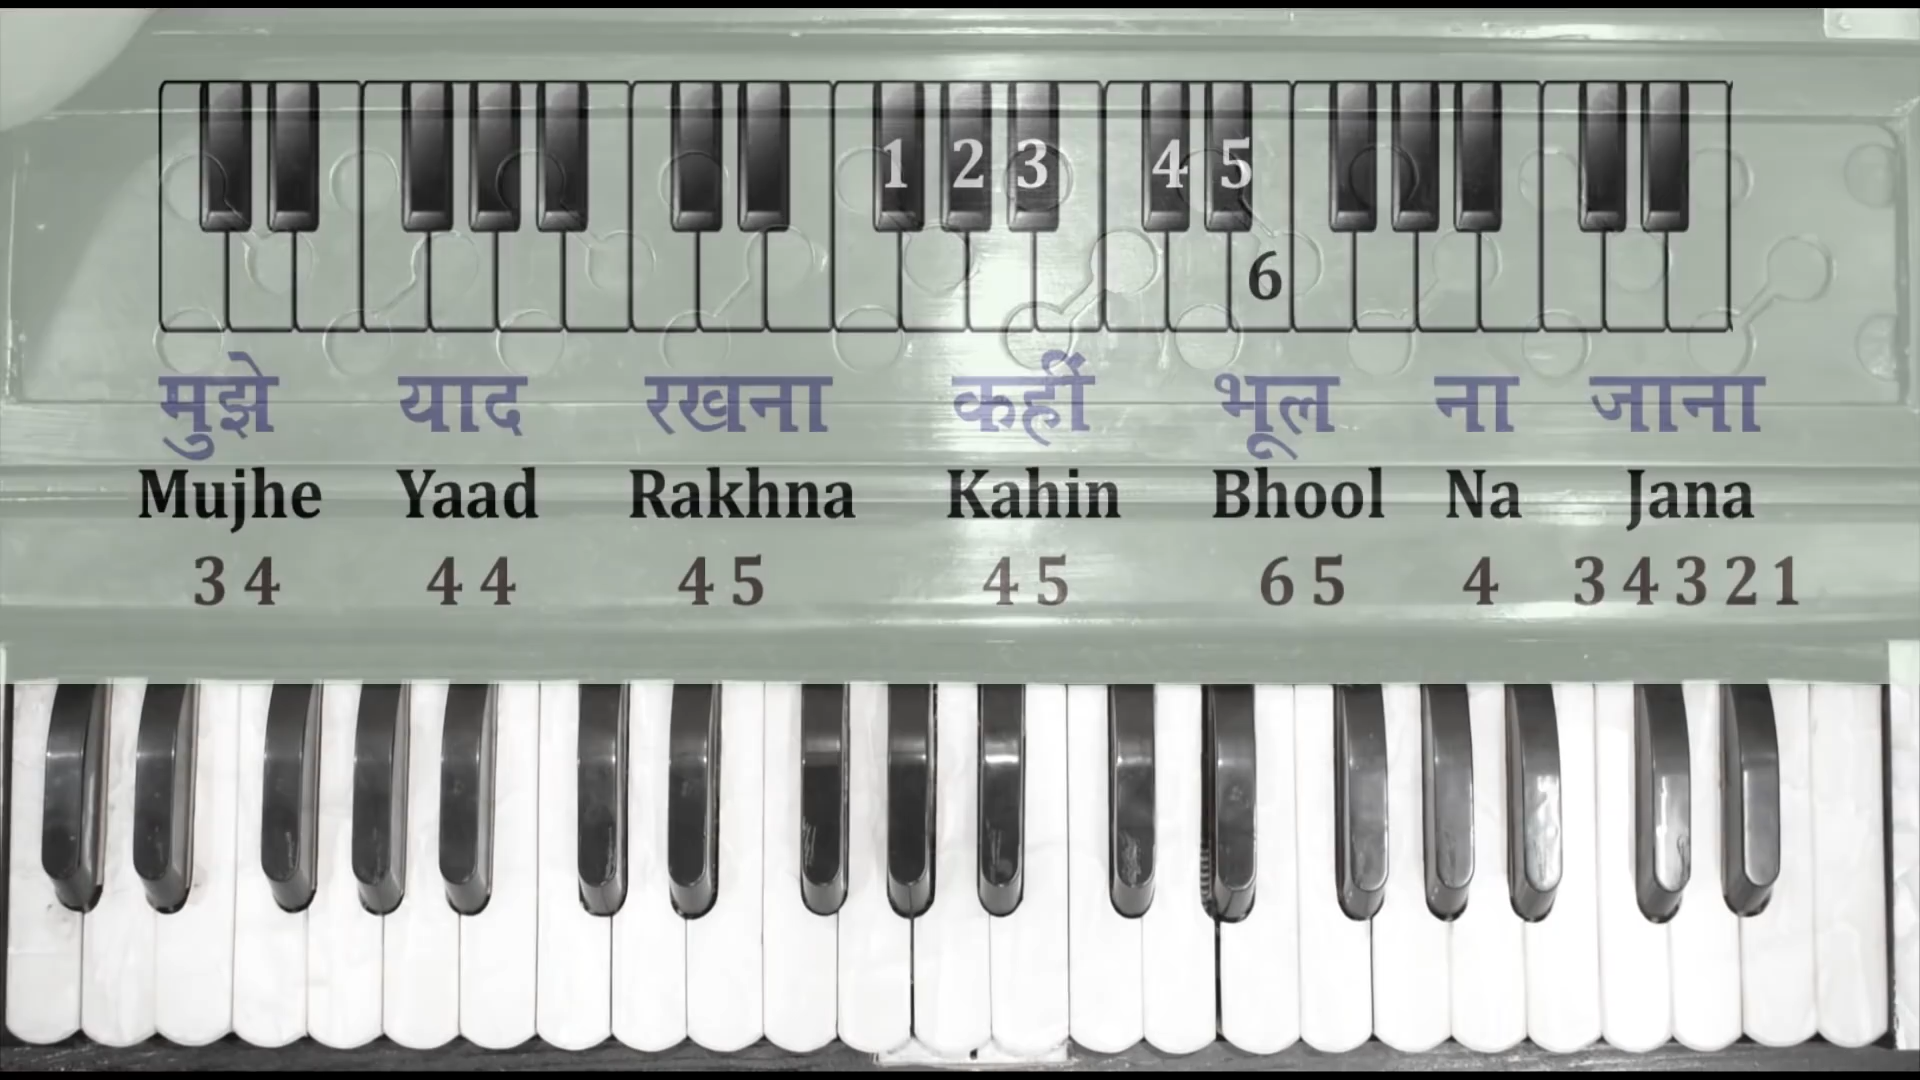 1 2 3 4 5
6
मुझे याद रखना कहीं भूल ना जाना
Mujhe Yaad Rakhna Kahin Bhool Na Jana
3 4 4 4 4 5 4 5 6 5 4 3 4 3 2 1